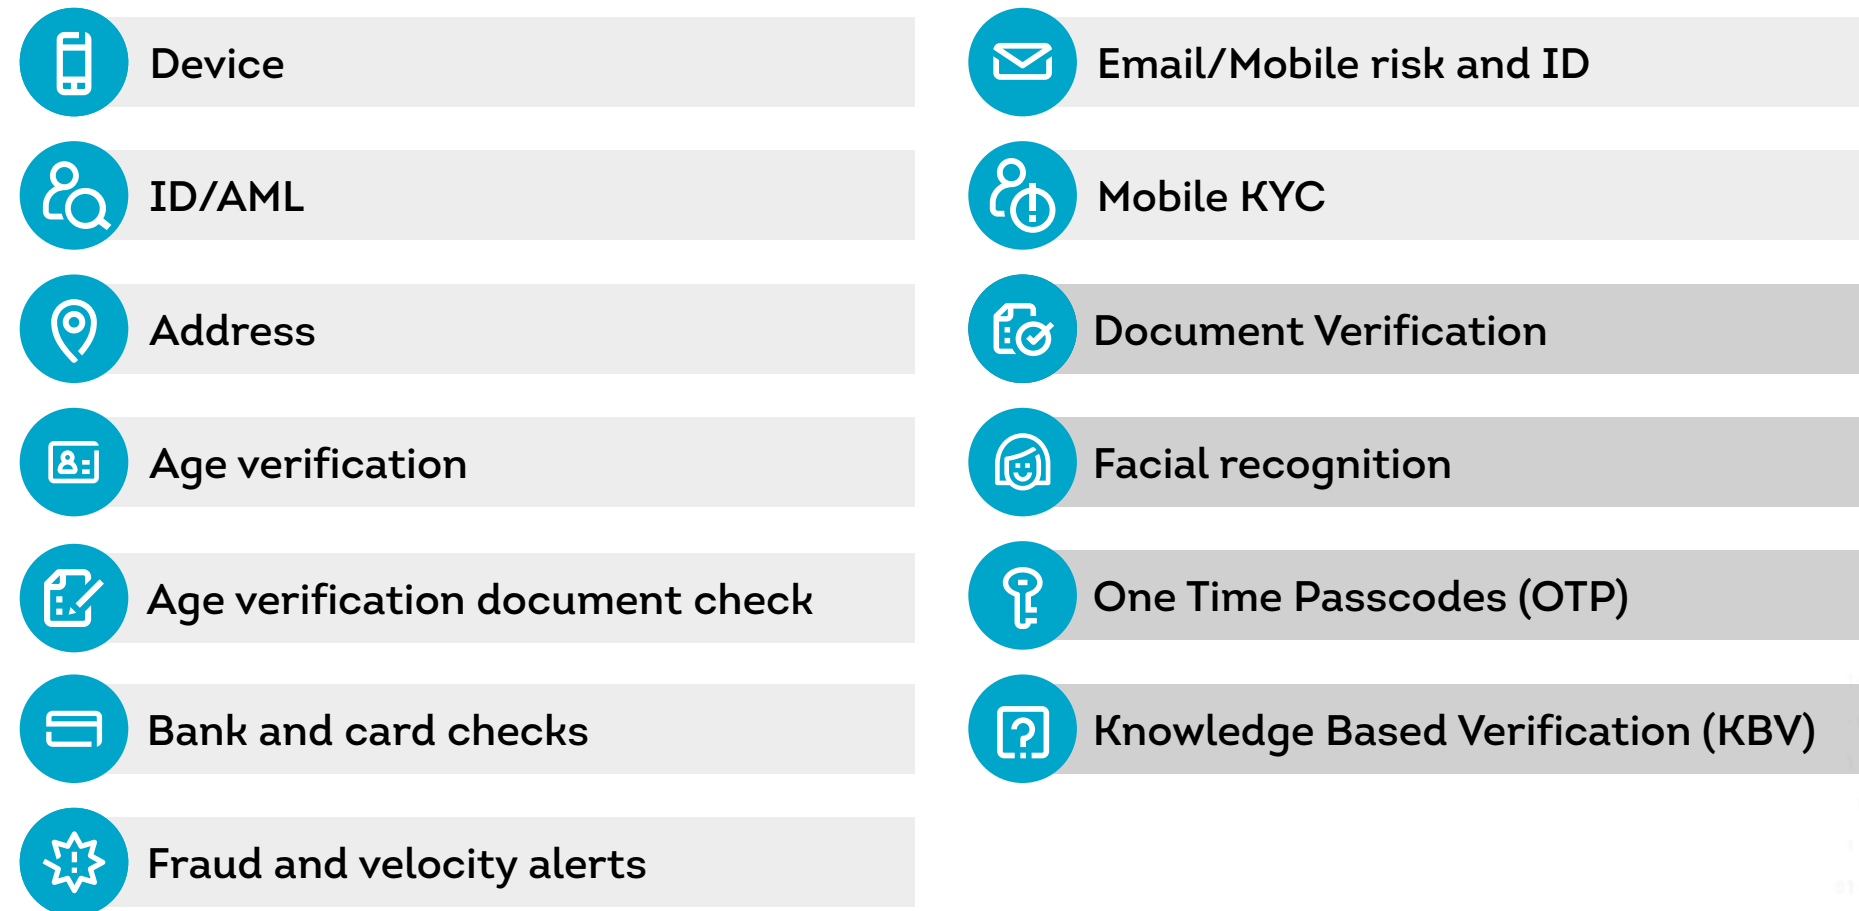 Device
ID/AML
Address
Age verification
Age verification document check
Bank and card checks
Fraud and velocity alerts
Email/Mobile risk and ID
Mobile KYC
Document Verification
Facial recognition
One Time Passcodes (OTP)
Knowledge Based Verification (KBV)